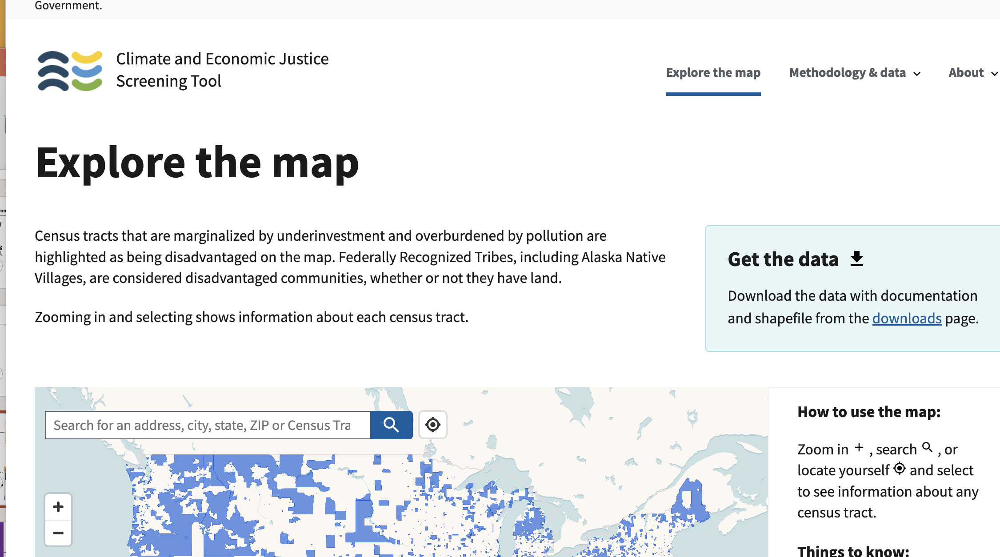 Government.
Climate and Economic Justice
Screening Tool
Explore the map
Methodology & data
About
Explore the map
Census tracts that are marginalized by underinvestment and overburdened by pollution are
highlighted as being disadvantaged on the map. Federally Recognized Tribes, including Alaska Native
Villages, are considered disadvantaged communities, whether or not they have land.
Zooming in and selecting shows information about each census tract.
Get the data
Download the data with documentation
and shapefile from the downloads page.
Search for an address, city, state, ZIP or Census Tra
+
−
How to use the map:
Zoom in + , search , or
locate yourself and select
to see information about any
census tract.
Things to know: